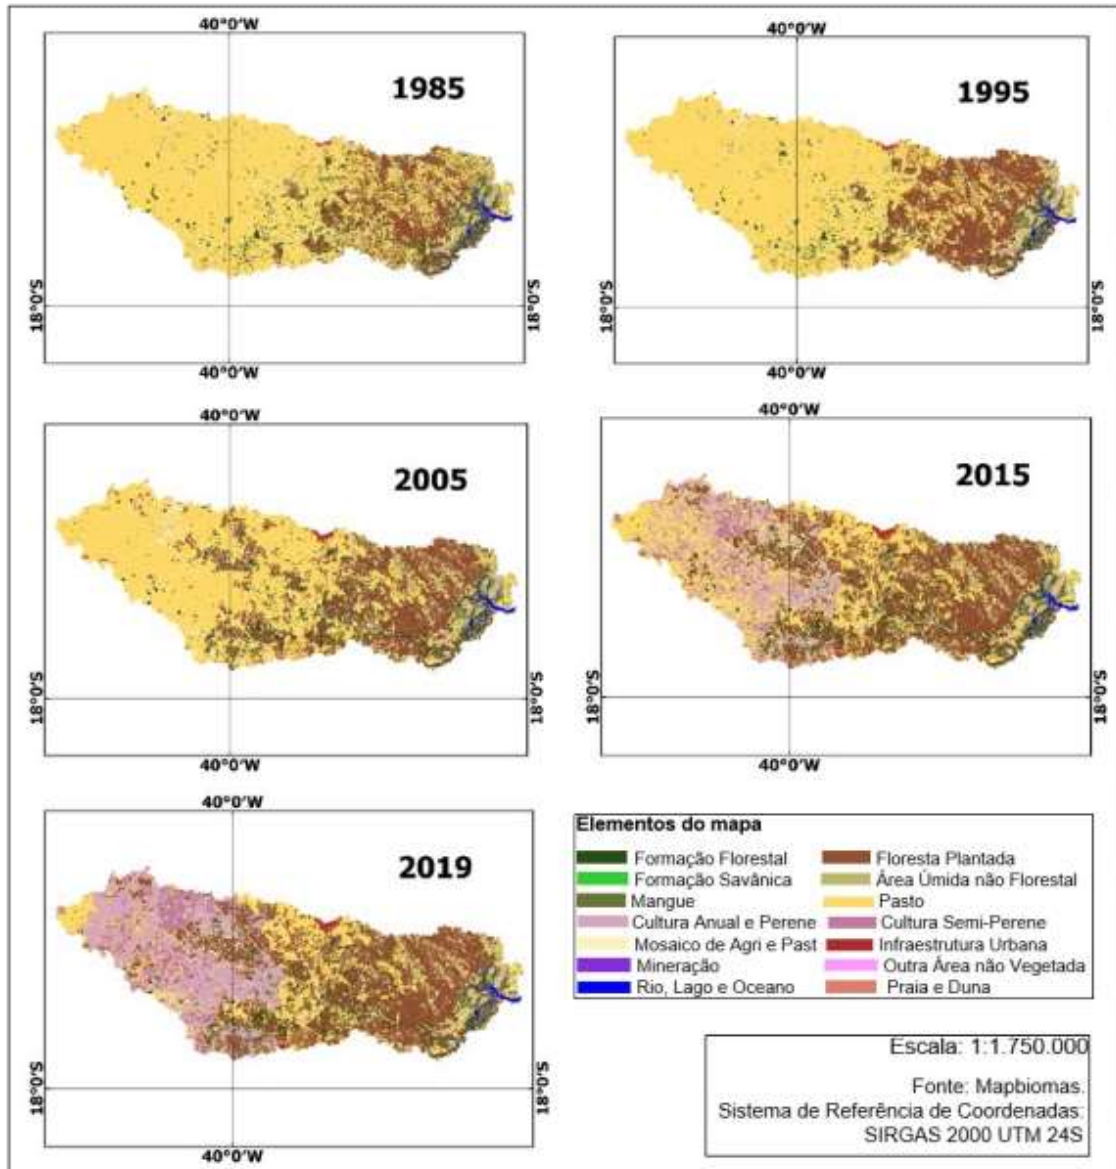 40°0'W
40°0'W
1985
1995
18°0'S
18°0'S
18°0'S
18°0'S
40°0'W
40°0'W
40°0'W
40°0'W
2005
2015
18°0'S
18°0'S
18°0'S
18°0'S
40°0'W
40°0'W
40°0'W
2019
18°0'S
18°0'S
40°0'W
Elementos do mapa
Formação Florestal
Floresta Plantada
Formação Savânica
Área Úmida não Florestal
Mangue
Pasto
Cultura Anual e Perene
Cultura Semi-Perene
Mosaico de Agri e Past
Infraestrutura Urbana
Mineração
Outra Área não Vegetada
Rio, Lago e Oceano
Praia e Duna
Escala: 1:1.750.000
Fonte: Mapbiomas.
Sistema de Referência de Coordenadas:
SIRGAS 2000 UTM 24S